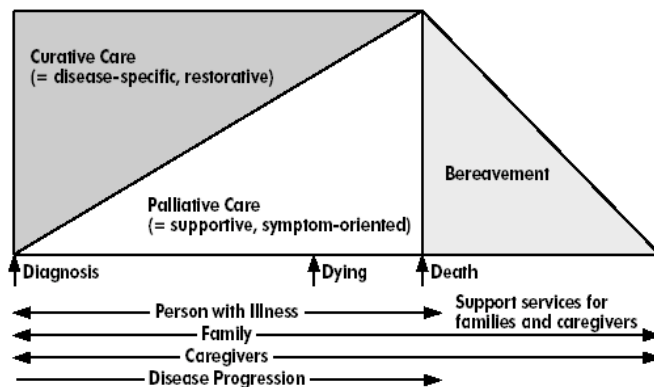 Curative Care
(= disease-specific, restorative)
Palliative Care
(= supportive, symptom-oriented)
Bereavement
Diagnosis
Dying
Death
Person with Illness
Support services for
families and caregivers
Family
Caregivers
Disease Progression